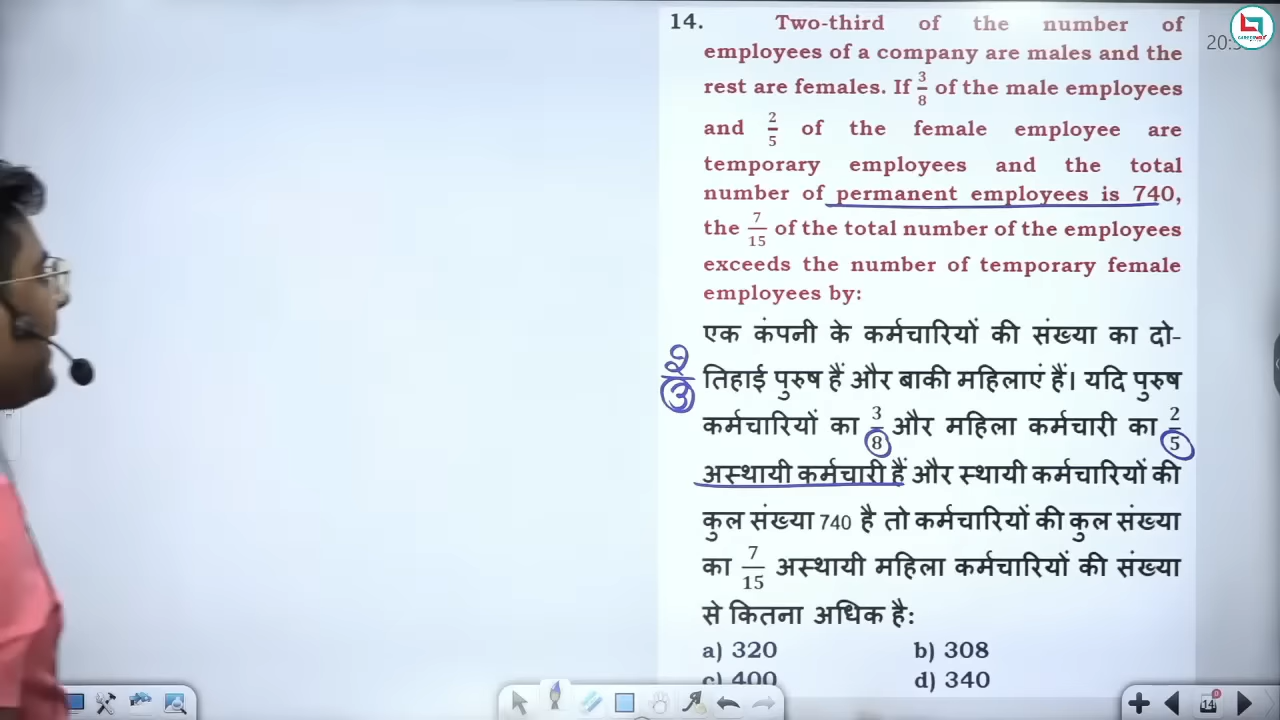 14. Two-third of the number of
employees of a company are males and the
rest are females. If 3/8 of the male employees
and 2/5 of the female employee are
temporary employees and the total
number of permanent employees is 740,
the 7/15 of the total number of the employees
exceeds the number of temporary female
employees by:
एक कंपनी के कर्मचारियों की संख्या का दो-
तिहाई पुरुष हैं और बाकी महिलाएं हैं। यदि पुरुष
कर्मचारियों का 3/8 और महिला कर्मचारी का 2/5
अस्थायी कर्मचारी हैं और स्थायी कर्मचारियों की
कुल संख्या 740 है तो कर्मचारियों की कुल संख्या
का 7/15 अस्थायी महिला कर्मचारियों की संख्या
से कितना अधिक है:
a) 320 b) 308
c) 400 d) 340
2/3
14